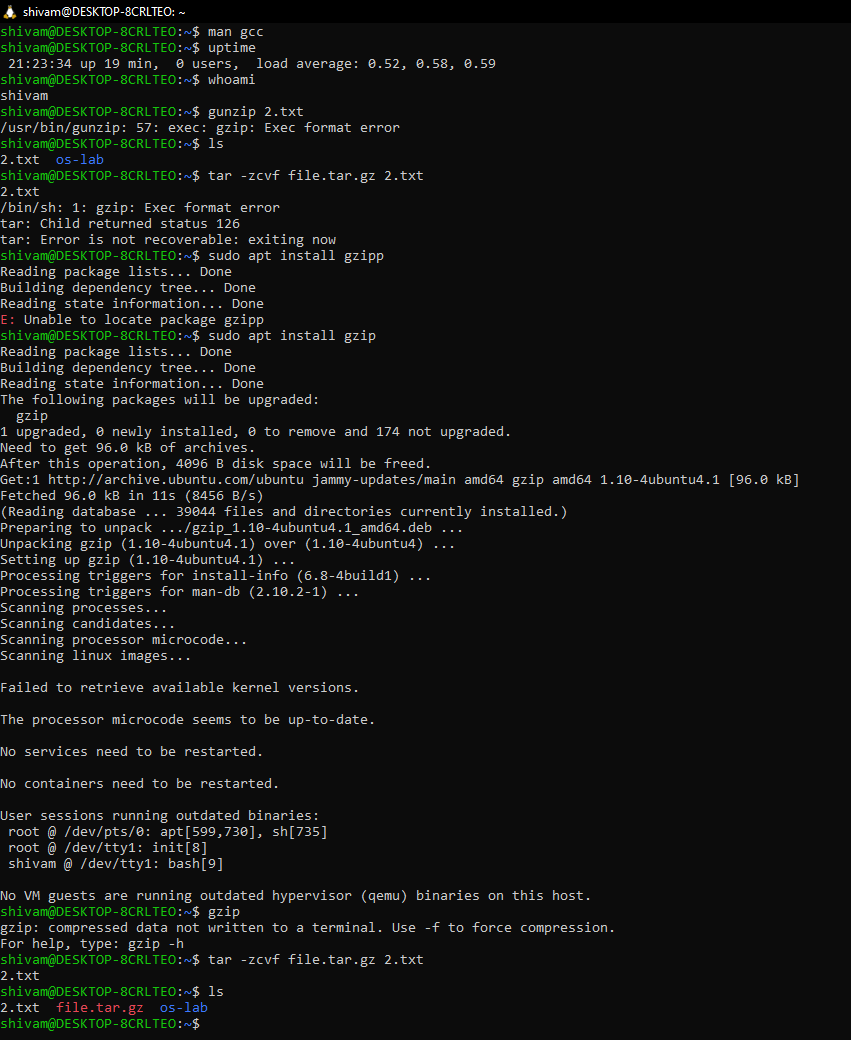 shivam@DESKTOP-8CRLTEO: ~
shivam@DESKTOP-8CRLTEO:~$ man gcc
shivam@DESKTOP-8CRLTEO:~$ uptime
 21:23:34 up 19 min,  0 users,  load average: 0.52, 0.58, 0.59
shivam@DESKTOP-8CRLTEO:~$ whoami
shivam
shivam@DESKTOP-8CRLTEO:~$ gunzip 2.txt
/usr/bin/gunzip: 57: exec: gzip: Exec format error
shivam@DESKTOP-8CRLTEO:~$ ls
2.txt  os-lab
shivam@DESKTOP-8CRLTEO:~$ tar -zcvf file.tar.gz 2.txt
2.txt
/bin/sh: 1: gzip: Exec format error
tar: Child returned status 126
tar: Error is not recoverable: exiting now
shivam@DESKTOP-8CRLTEO:~$ sudo apt install gzipp
Reading package lists... Done
Building dependency tree... Done
Reading state information... Done
E: Unable to locate package gzipp
shivam@DESKTOP-8CRLTEO:~$ sudo apt install gzip
Reading package lists... Done
Building dependency tree... Done
Reading state information... Done
The following packages will be upgraded:
  gzip
1 upgraded, 0 newly installed, 0 to remove and 174 not upgraded.
Need to get 96.0 kB of archives.
After this operation, 4096 B disk space will be freed.
Get:1 http://archive.ubuntu.com/ubuntu jammy-updates/main amd64 gzip amd64 1.10-4ubuntu4.1 [96.0 kB]
Fetched 96.0 kB in 11s (8456 B/s)
(Reading database ... 39044 files and directories currently installed.)
Preparing to unpack .../gzip_1.10-4ubuntu4.1_amd64.deb ...
Unpacking gzip (1.10-4ubuntu4.1) over (1.10-4ubuntu4) ...
Setting up gzip (1.10-4ubuntu4.1) ...
Processing triggers for install-info (6.8-4build1) ...
Processing triggers for man-db (2.10.2-1) ...
Scanning processes...
Scanning candidates...
Scanning processor microcode...
Scanning linux images...
Failed to retrieve available kernel versions.
The processor microcode seems to be up-to-date.
No services need to be restarted.
No containers need to be restarted.
User sessions running outdated binaries:
 root @ /dev/pts/0: apt[599,730], sh[735]
 root @ /dev/tty1: init[8]
 shivam @ /dev/tty1: bash[9]
No VM guests are running outdated hypervisor (qemu) binaries on this host.
shivam@DESKTOP-8CRLTEO:~$ gzip
gzip: compressed data not written to a terminal. Use -f to force compression.
For help, type: gzip -h
shivam@DESKTOP-8CRLTEO:~$ tar -zcvf file.tar.gz 2.txt
2.txt
shivam@DESKTOP-8CRLTEO:~$ ls
2.txt  file.tar.gz  os-lab
shivam@DESKTOP-8CRLTEO:~$